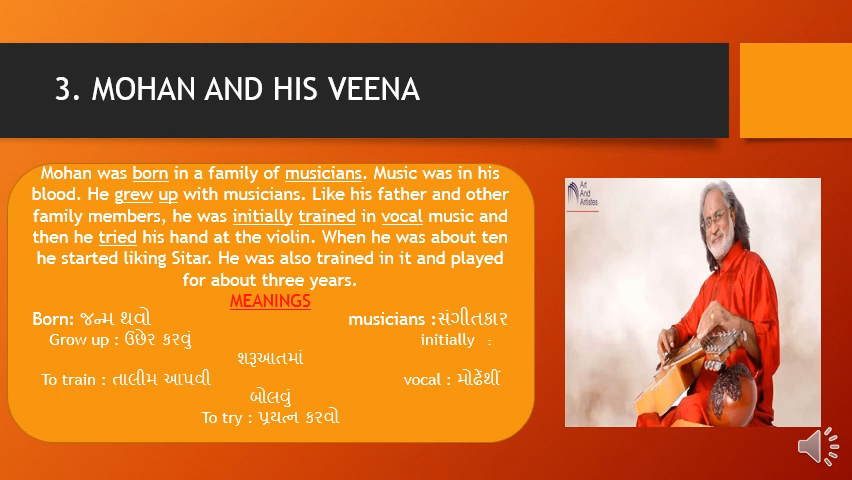 3. MOHAN AND HIS VEENA
Mohan was born in a family of musicians. Music was in his
blood. He grew up with musicians. Like his father and other
family members, he was initially trained in vocal music and
then he tried his hand at the violin. When he was about ten
he started liking Sitar. He was also trained in it and played
for about three years.
MEANINGS
Born: જન્મ થવો musicians :સંગીતકાર
Grow up : ઉછેર કરવું initially :
શરૂઆતમાં
To train : તાલીમ આપવી vocal : મોઢેંથીં
બોલવું
To try : પ્રયત્ન કરવો
Art
And
Artistes